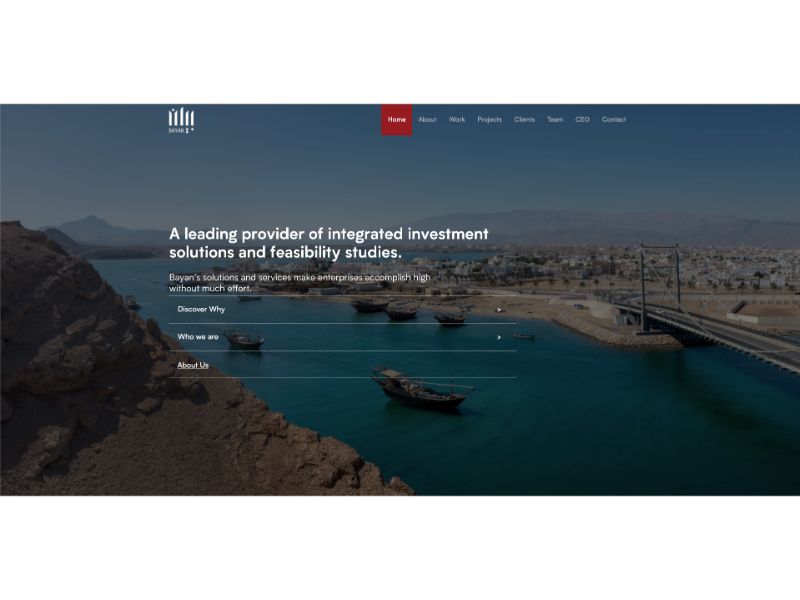 بيان
BAYAN
Home
About
Work
Projects
Clients
Team
CEO
Contact
A leading provider of integrated investment
solutions and feasibility studies.
Bayan's solutions and services make enterprises accomplish high
without much effort.
Discover Why >
Who we are >
About Us